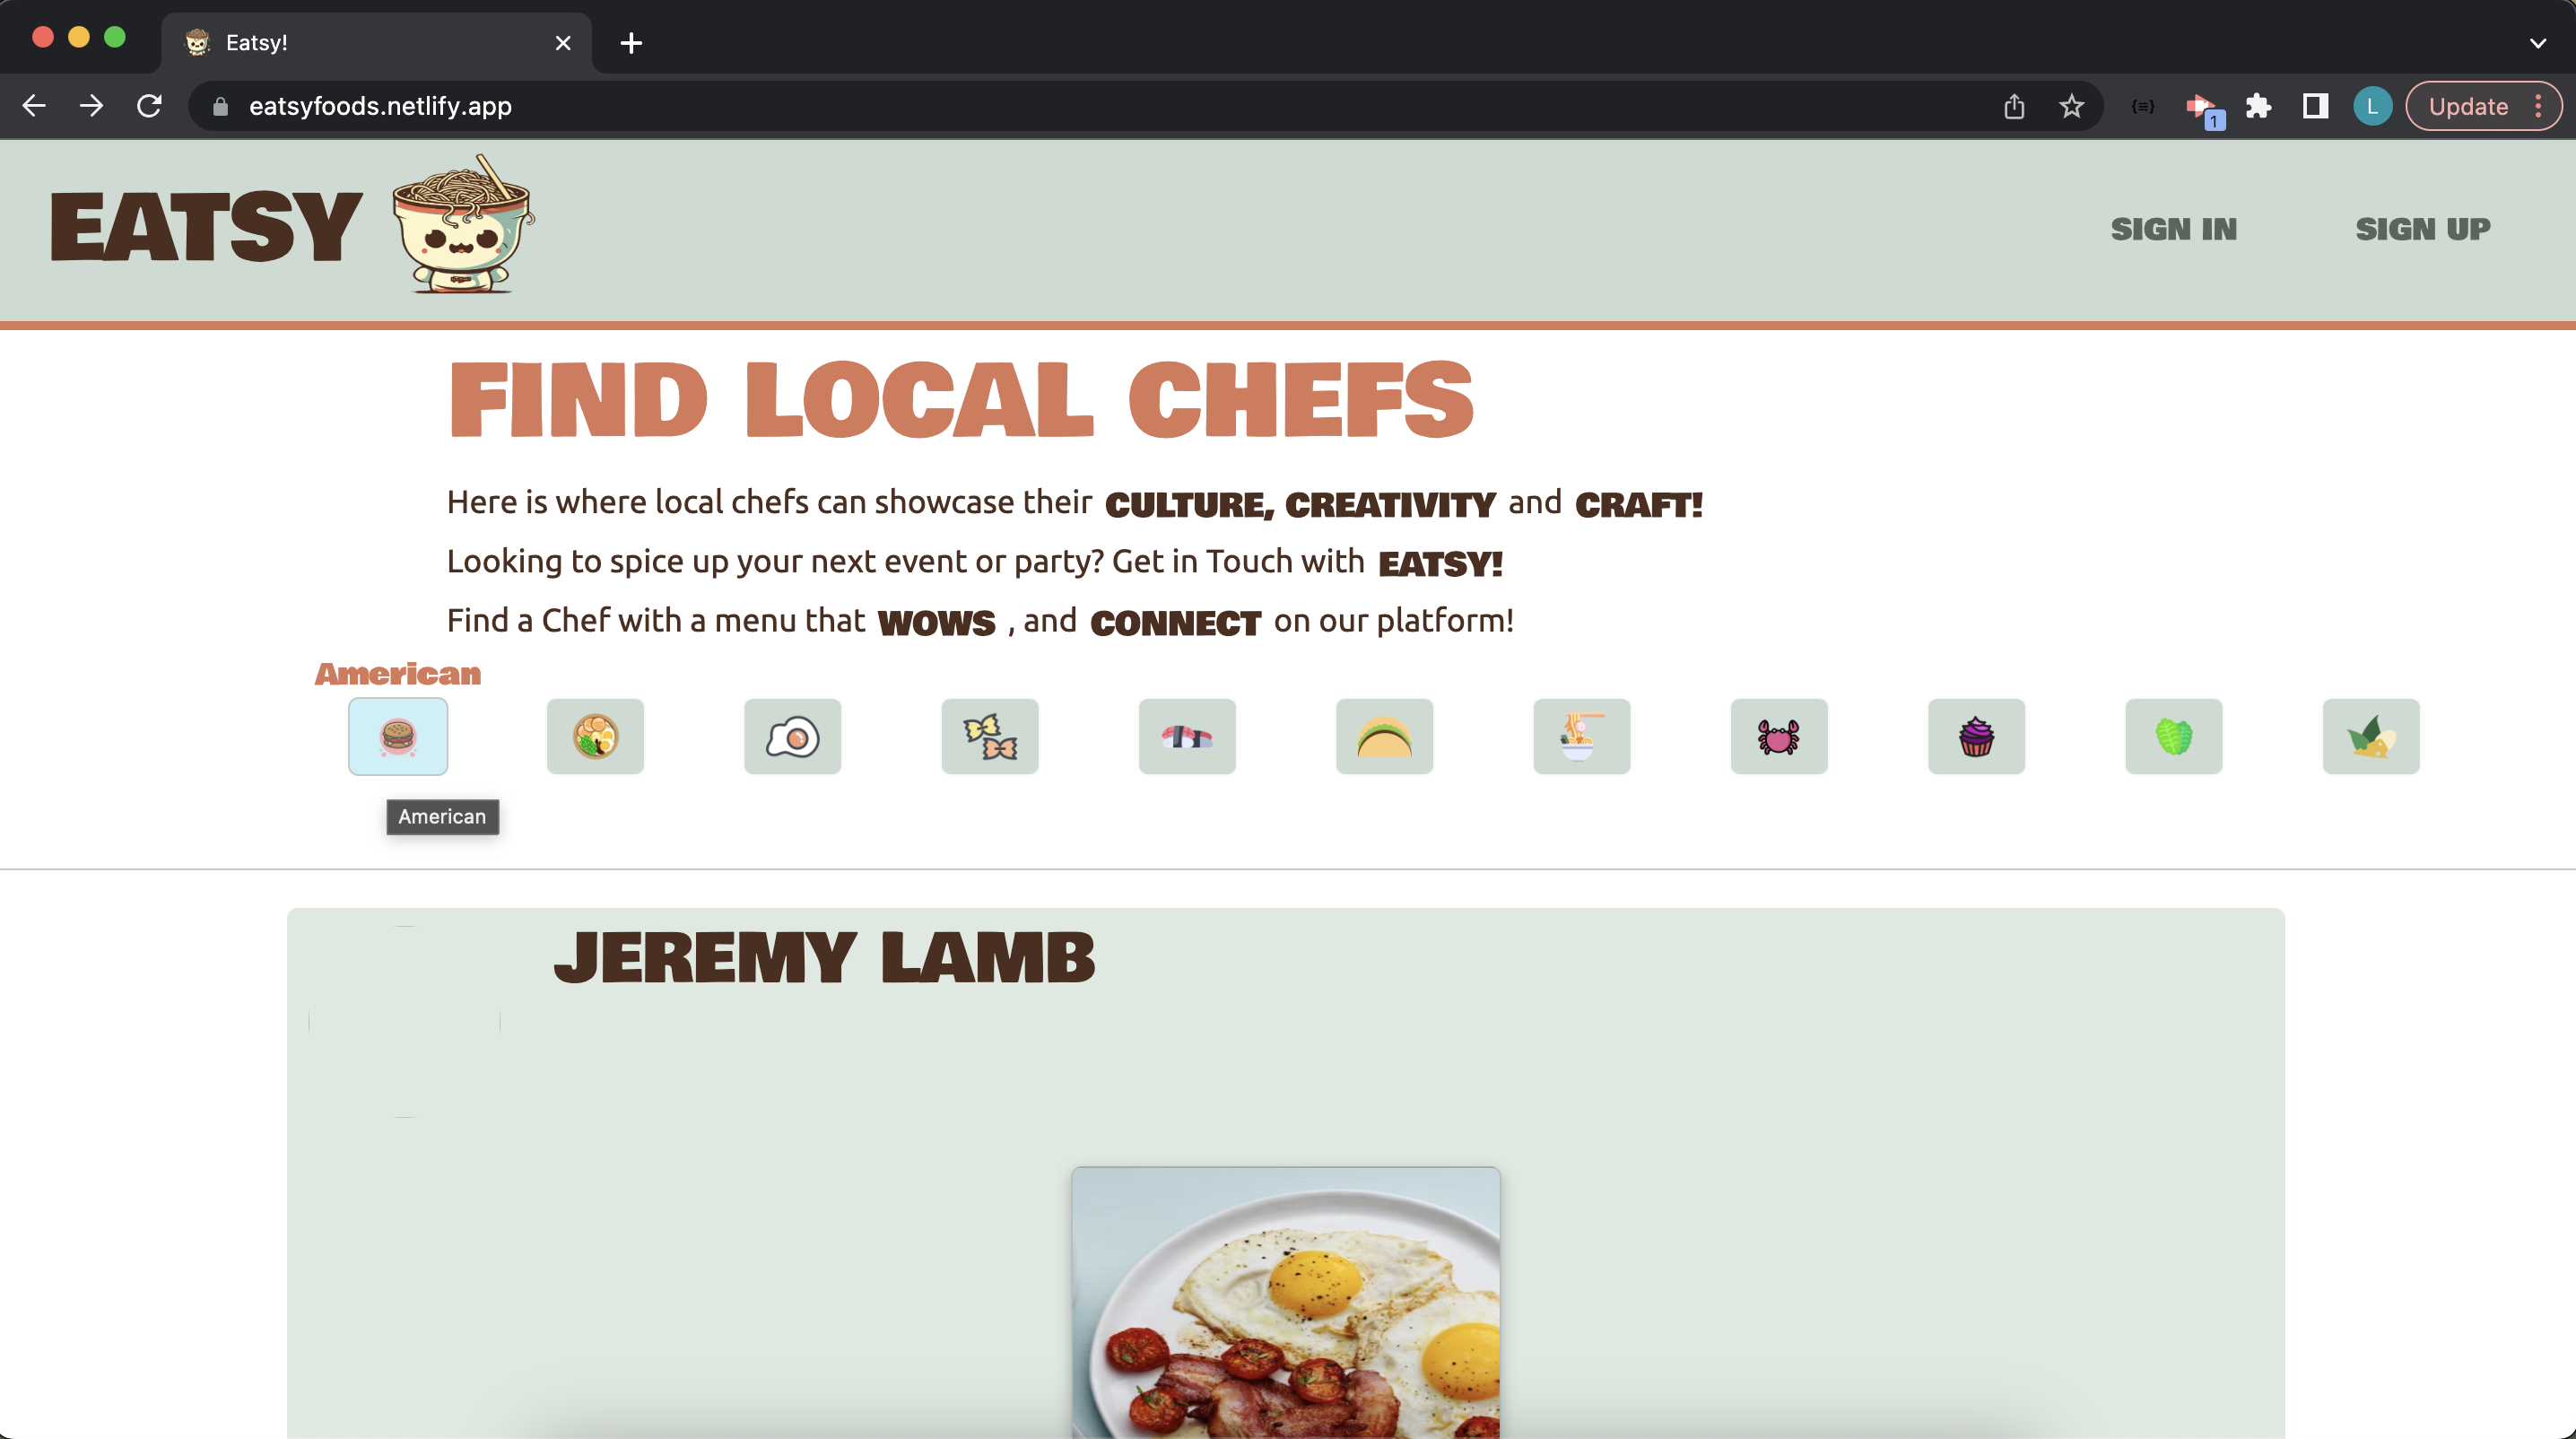 Eatsy!
eatsyfoods.netlify.app
1
L
Update
EATSY
SIGN IN
SIGN UP
FIND LOCAL CHEFS
Here is where local chefs can showcase their CULTURE, CREATIVITY and CRAFT!
Looking to spice up your next event or party? Get in Touch with EATSY!
Find a Chef with a menu that WOWS , and CONNECT on our platform!
American
American
JEREMY LAMB